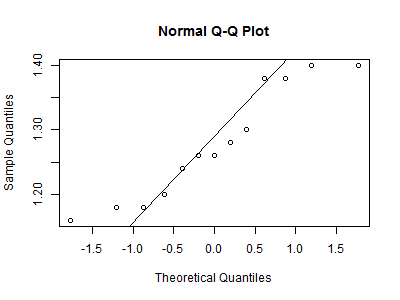 Normal Q-Q Plot
1.40
1.30
1.20
Sample Quantiles
-1.5 -1.0 -0.5 0.0 0.5 1.0 1.5
Theoretical Quantiles